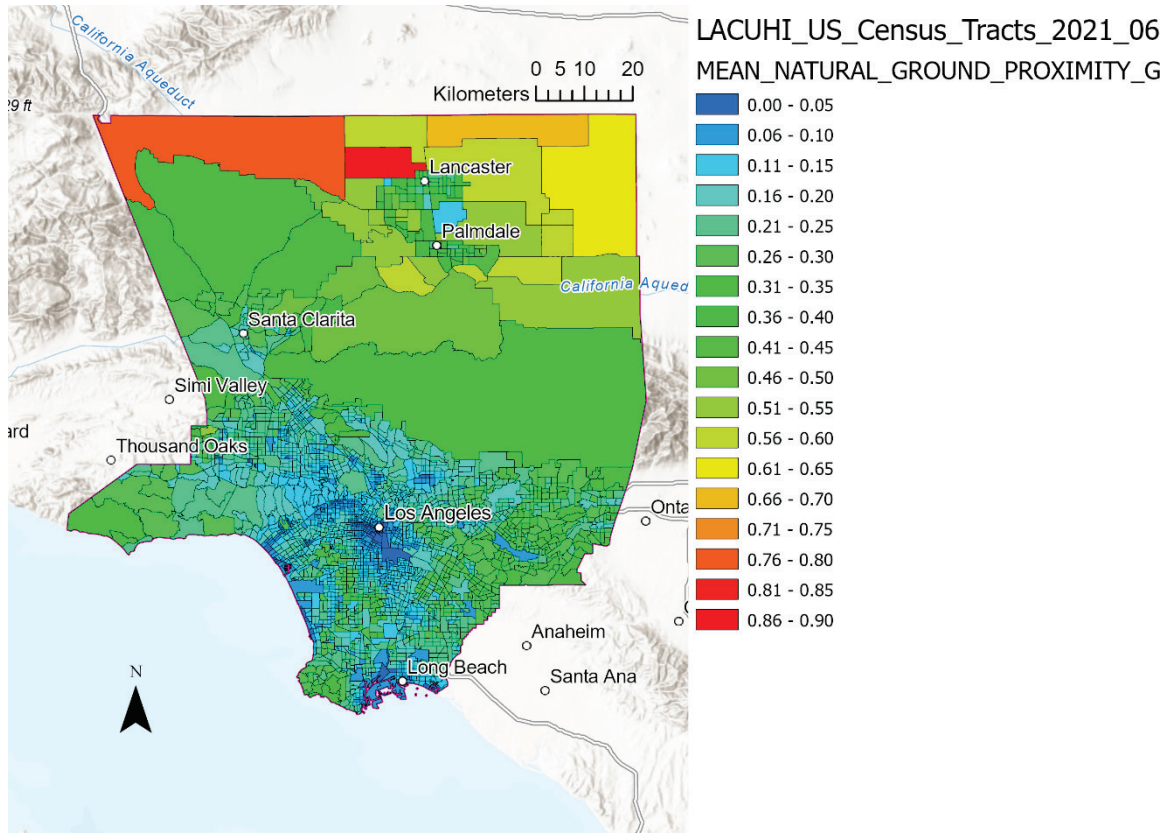 LACUHI_US_Census_Tracts_2021_06
MEAN_NATURAL_GROUND_PROXIMITY_G
0.00 - 0.05
0.06 - 0.10
0.11 - 0.15
0.16 - 0.20
0.21 - 0.25
0.26 - 0.30
0.31 - 0.35
0.36 - 0.40
0.41 - 0.45
0.46 - 0.50
0.51 - 0.55
0.56 - 0.60
0.61 - 0.65
0.66 - 0.70
0.71 - 0.75
0.76 - 0.80
0.81 - 0.85
0.86 - 0.90
California Aqueduct
0 5 10 20
Kilometers
29 ft
Lancaster
Palmdale
California Aqued
Santa Clarita
Simi Valley
ard
Thousand Oaks
Los Angeles
Onta
Anaheim
Long Beach
Santa Ana
N